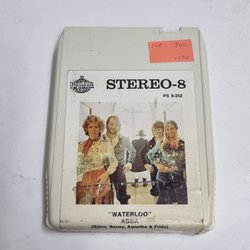 STEREO-8
PS 8-252
"WATERLOO"
ABBA
(Björn, Benny, Agnetha & Frida)